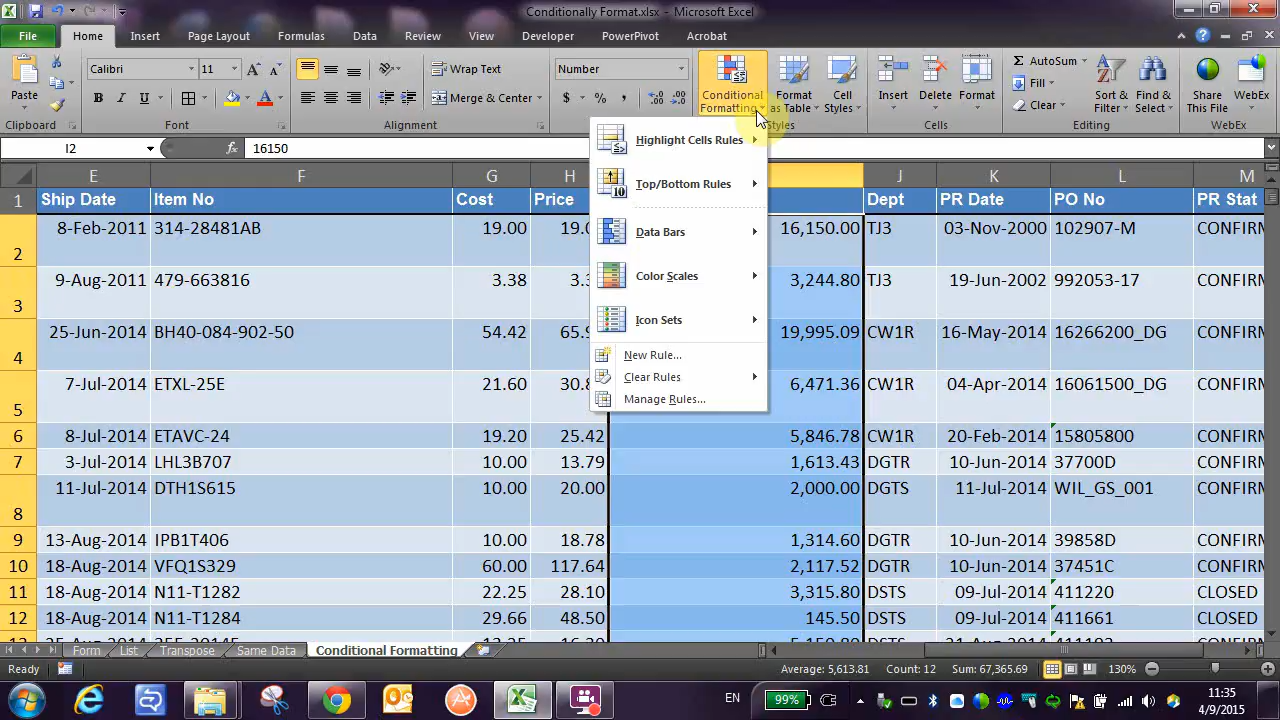 Conditionally Format.xlsx - Microsoft Excel
File Home Insert Page Layout Formulas Data Review View Developer PowerPivot Acrobat
Paste
Calibri 11
B I U
Wrap Text
Merge & Center
Number
$ % ,
Conditional Formatting
Format as Table
Cell Styles
Insert Delete Format
AutoSum
Fill
Clear
Sort & Filter
Find & Select
Share This File
WebEx
Clipboard Font Alignment Styles Cells Editing WebEx
I2 fx 16150
Highlight Cells Rules
Top/Bottom Rules
Data Bars
Color Scales
Icon Sets
New Rule...
Clear Rules
Manage Rules...
E F G H J K L M
1 Ship Date Item No Cost Price Dept PR Date PO No PR Stat
2 8-Feb-2011 314-28481AB 19.00 16,150.00 TJ3 03-Nov-2000 102907-M
3 9-Aug-2011 479-663816 3.38 3,244.80 TJ3 19-Jun-2002 992053-17
4 25-Jun-2014 BH40-084-902-50 54.42 19,995.09 CW1R 16-May-2014 16266200_DG
5 7-Jul-2014 ETXL-25E 21.60 6,471.36 CW1R 04-Apr-2014 16061500_DG
6 8-Jul-2014 ETAVC-24 19.20 25.42 5,846.78 CW1R 20-Feb-2014 15805800
7 3-Jul-2014 LHL3B707 10.00 13.79 1,613.43 DGTR 10-Jun-2014 37700D
8 11-Jul-2014 DTH1S615 10.00 20.00 2,000.00 DGTS 11-Jul-2014 WIL_GS_001
9 13-Aug-2014 IPB1T406 10.00 18.78 1,314.60 DGTR 10-Jun-2014 39858D
10 18-Aug-2014 VFQ1S329 60.00 117.64 2,117.52 DGTR 10-Jun-2014 37451C
11 18-Aug-2014 N11-T1282 22.25 28.10 3,315.80 DSTS 09-Jul-2014 411220 CLOSED
12 18-Aug-2014 N11-T1284 29.66 48.50 145.50 DSTS 09-Jul-2014 411661 CLOSED
Form List Transpose Same Data Conditional Formatting
Ready Average: 5,613.81 Count: 12 Sum: 67,365.69 130%
EN 99% 11:35
4/9/2015